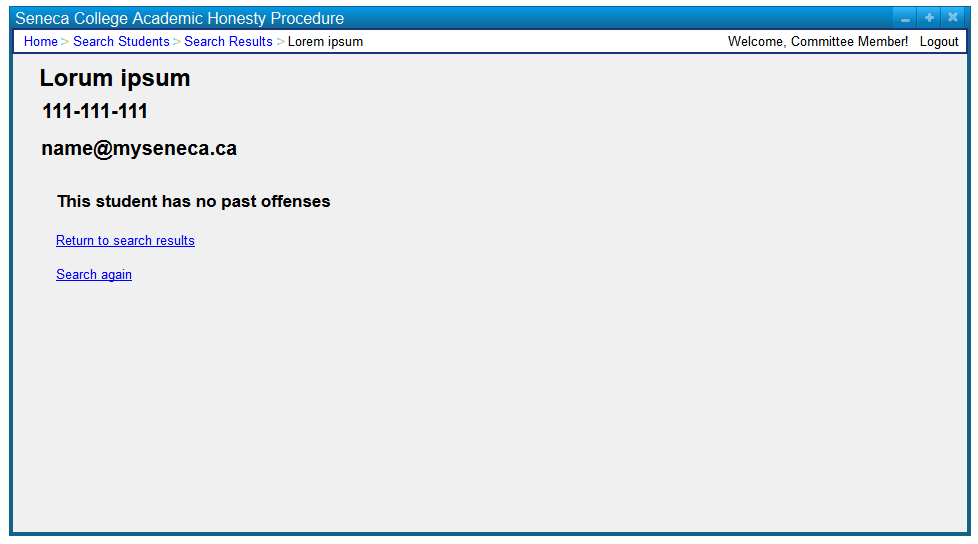 Seneca College Academic Honesty Procedure
Home > Search Students > Search Results > Lorem ipsum Welcome, Committee Member! Logout
Lorum ipsum
111-111-111
name@myseneca.ca
This student has no past offenses
Return to search results
Search again